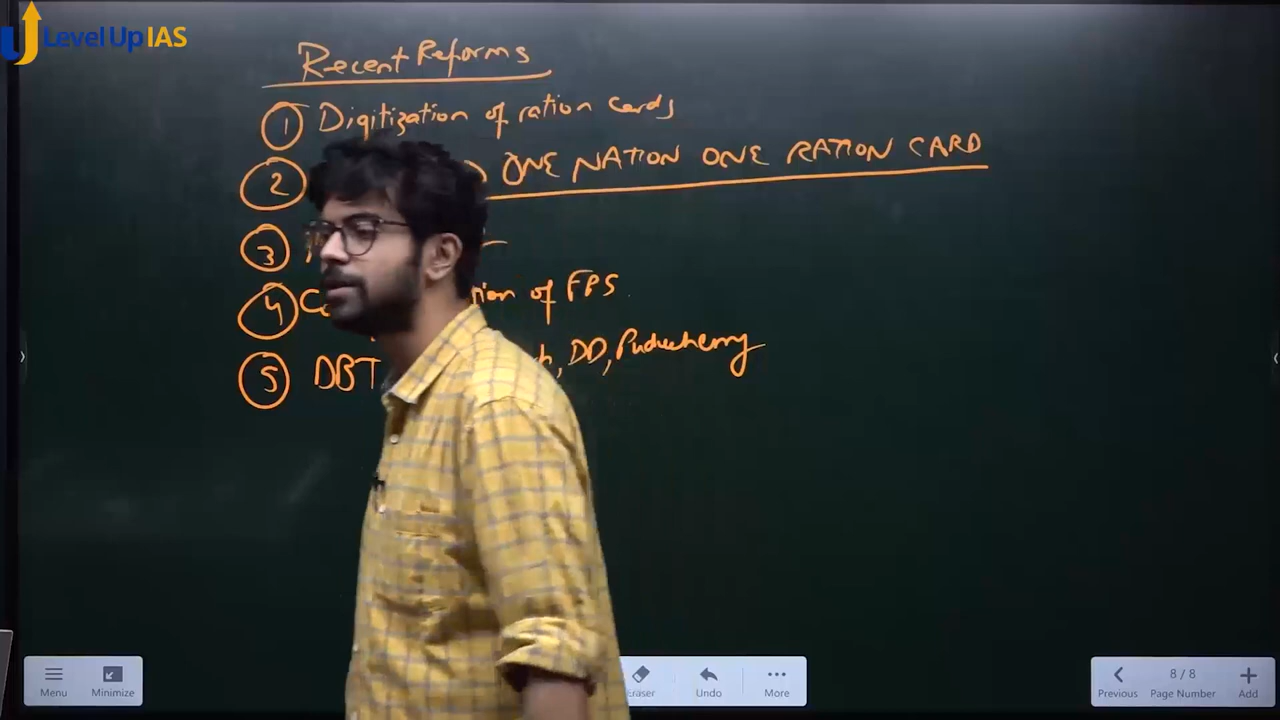 Level Up IAS
Recent Reforms
1 Digitization of ration cards
2 ONE NATION ONE RATION CARD
3
4 of FPS
5 DBT , DD, Puducherry
Menu
Minimize
Eraser
Undo
More
Previous
8 / 8
Page Number
Add